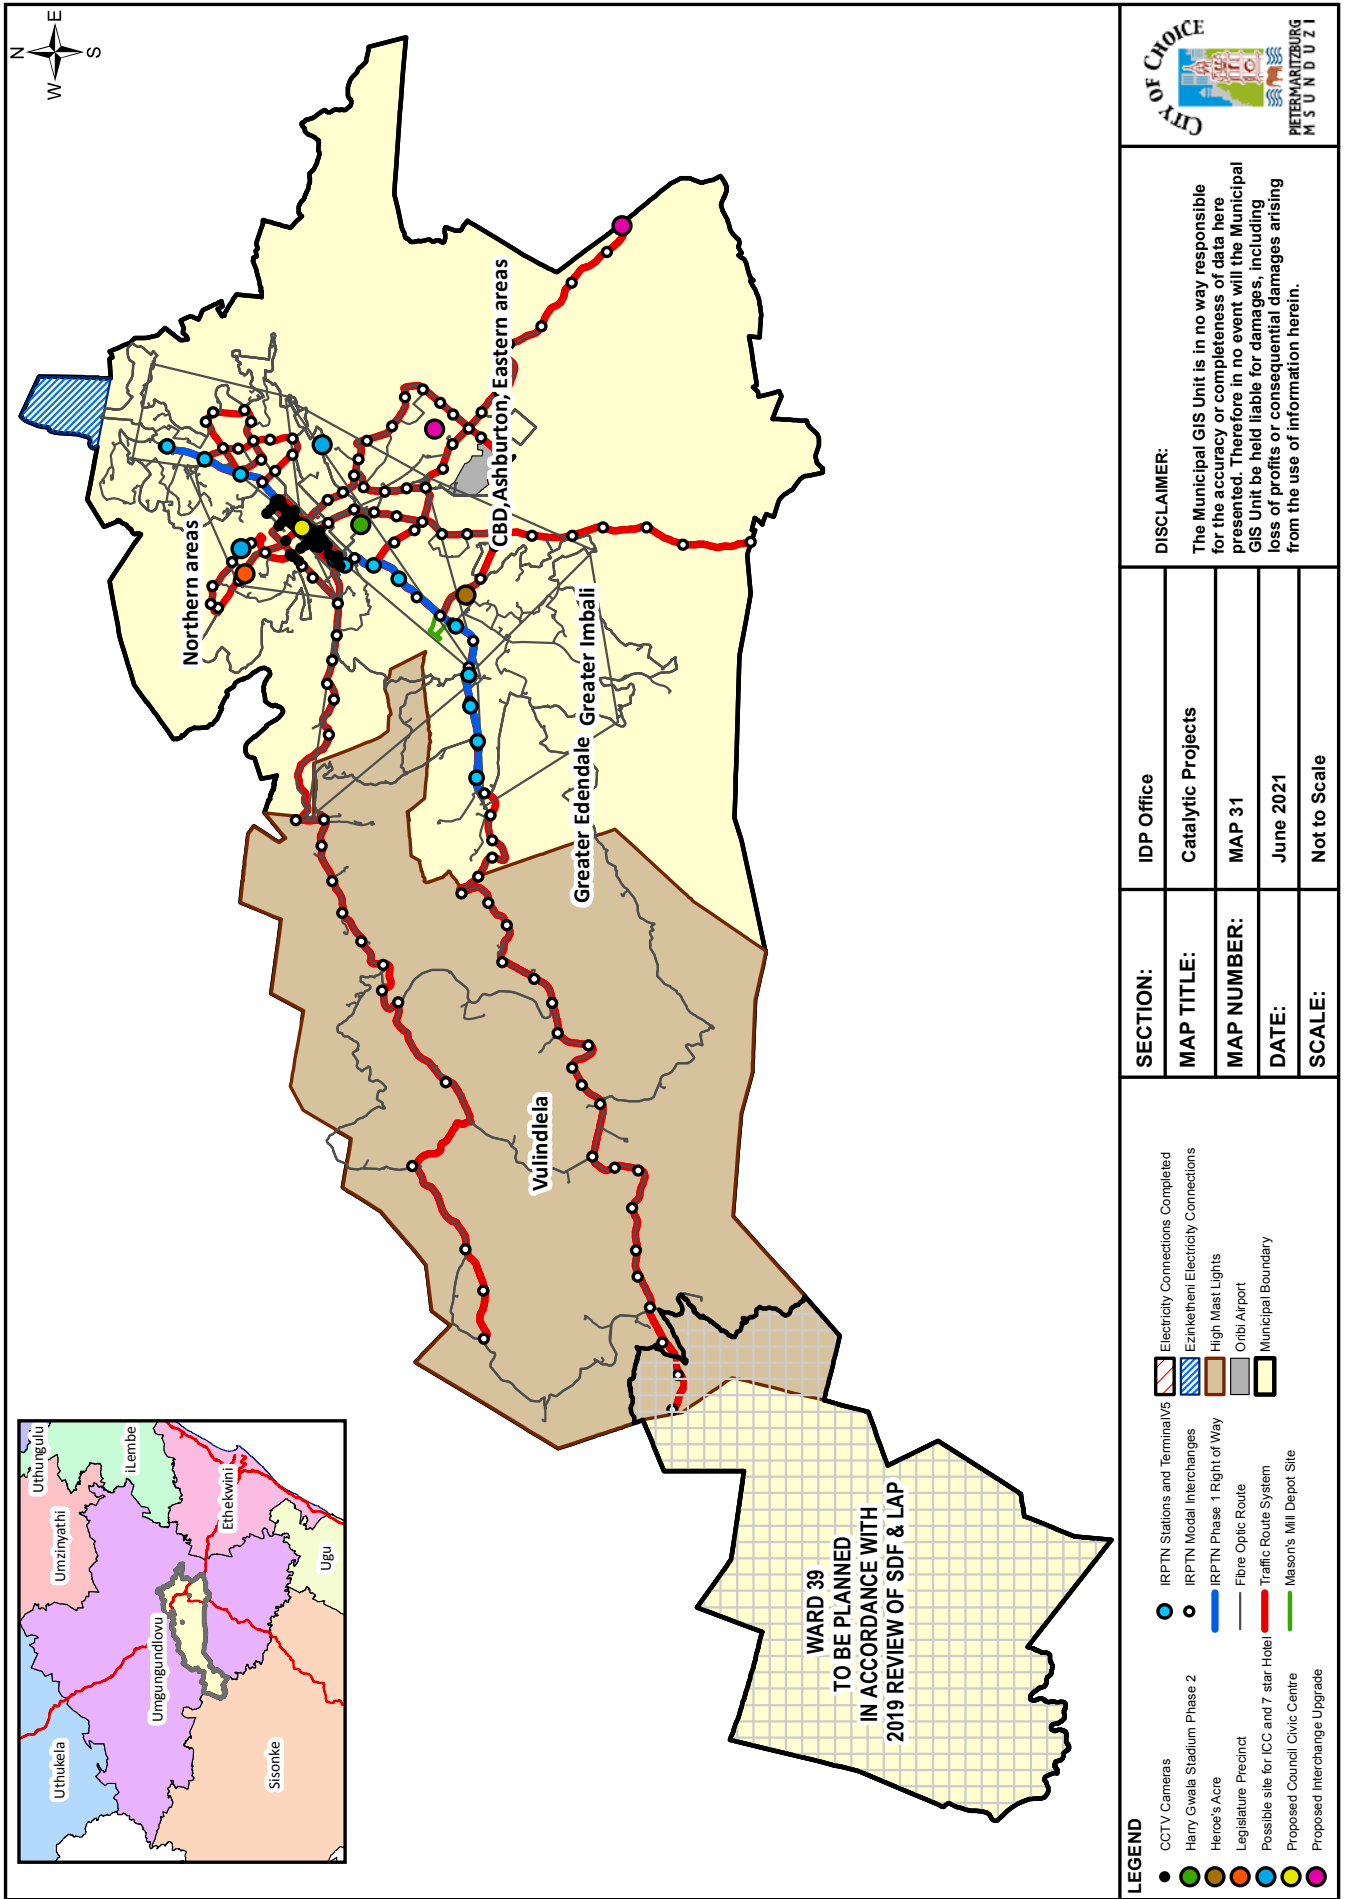 N
E
S
W
Uthungulu
iLembe
Umzinyathi
Ethekwini
Ugu
Umgungundlovu
Uthukela
Sisonke
Northern areas
CBD, Ashburton, Eastern areas
Greater Imbali
Greater Edendale
Vulindlela
WARD 39
TO BE PLANNED
IN ACCORDANCE WITH
2019 REVIEW OF SDF & LAP
LEGEND
CCTV Cameras
Harry Gwala Stadium Phase 2
Heroe's Acre
Legislature Precinct
Possible site for ICC and 7 star Hotel
Proposed Council Civic Centre
Proposed Interchange Upgrade
IRPTN Stations and TerminalV5
IRPTN Modal Interchanges
IRPTN Phase 1 Right of Way
Fibre Optic Route
Traffic Route System
Mason's Mill Depot Site
Electricity Connections Completed
Ezinketheni Electricity Connections
High Mast Lights
Oribi Airport
Municipal Boundary
SECTION: IDP Office
MAP TITLE: Catalytic Projects
MAP NUMBER: MAP 31
DATE: June 2021
SCALE: Not to Scale
DISCLAIMER:
The Municipal GIS Unit is in no way responsible
for the accuracy or completeness of data here
presented. Therefore in no event will the Municipal
GIS Unit be held liable for damages, including
loss of profits or consequential damages arising
from the use of information herein.
CITY OF CHOICE
PIETERMARITZBURG
MSUNDUZI